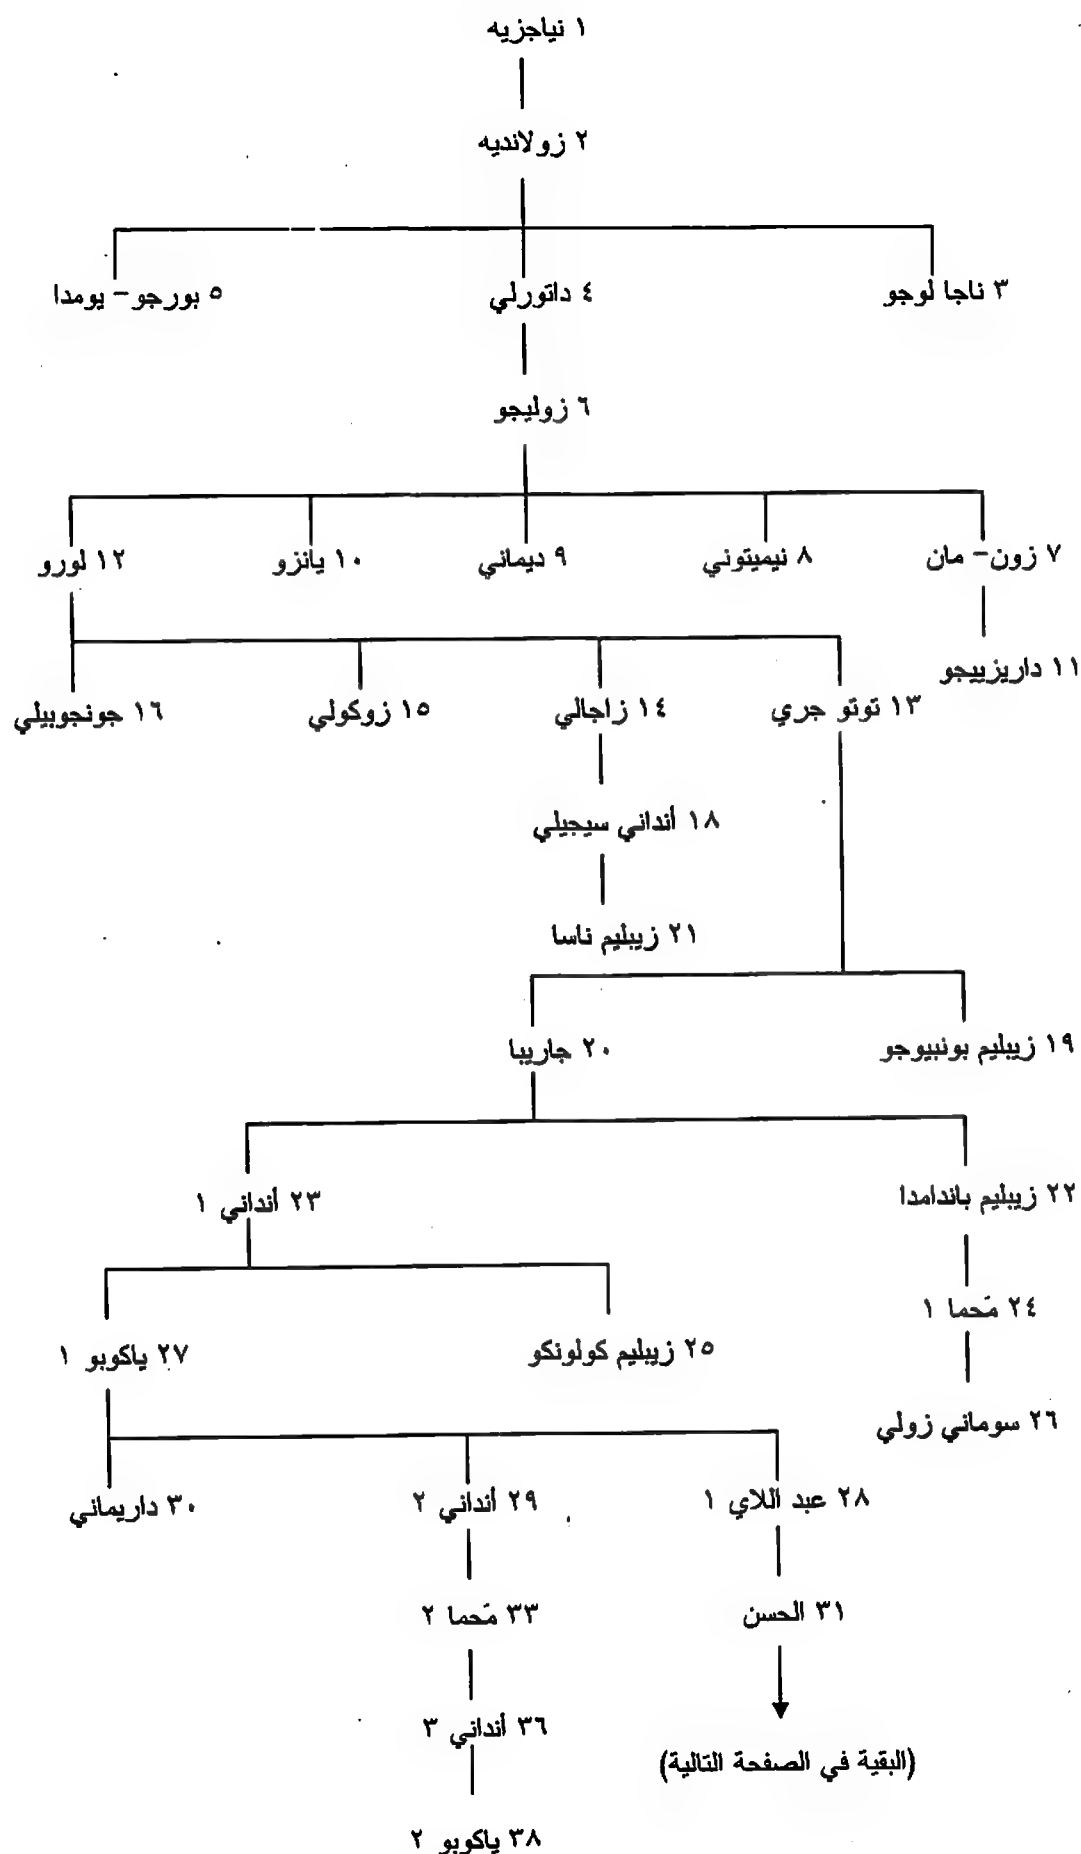 ١ نياجزيه
٢ زولانديه
٣ ناجا لوجو
٤ داتورلي
٥ بورجو- يومدا
٦ زوليجو
٧ زون- مان
٨ نيميتوني
٩ ديماني
١٠ يانزو
١٢ لورو
١١ داريزييجو
١٣ توتو جري
١٤ زاجالي
١٥ زوكولي
١٦ جونجوبيلي
١٨ أنداني سيجيلي
٢١ زيبليم ناسا
١٩ زيبليم بونبيوجو
٢٠ جاريبا
٢٢ زيبليم باندامدا
٢٣ أنداني ١
٢٤ مَحما ١
٢٥ زيبليم كولونكو
٢٧ ياكوبو ١
٢٦ سوماني زولي
٢٨ عبد اللاي ١
٢٩ أنداني ٢
٣٠ داريماني
٣١ الحسن
٣٣ مَحما ٢
٣٦ أنداني ٣
(البقية في الصفحة التالية)
٣٨ ياكوبو ٢